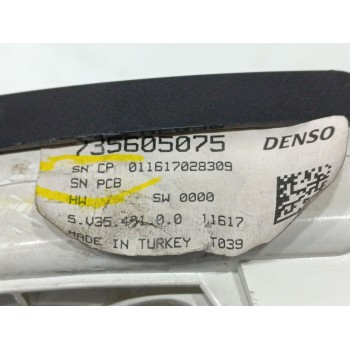 735605075
DENSO
SN CP 011617028309
SN PCB
HW SW 0000
S.V35.481.0.0 11617
MADE IN TURKEY T039